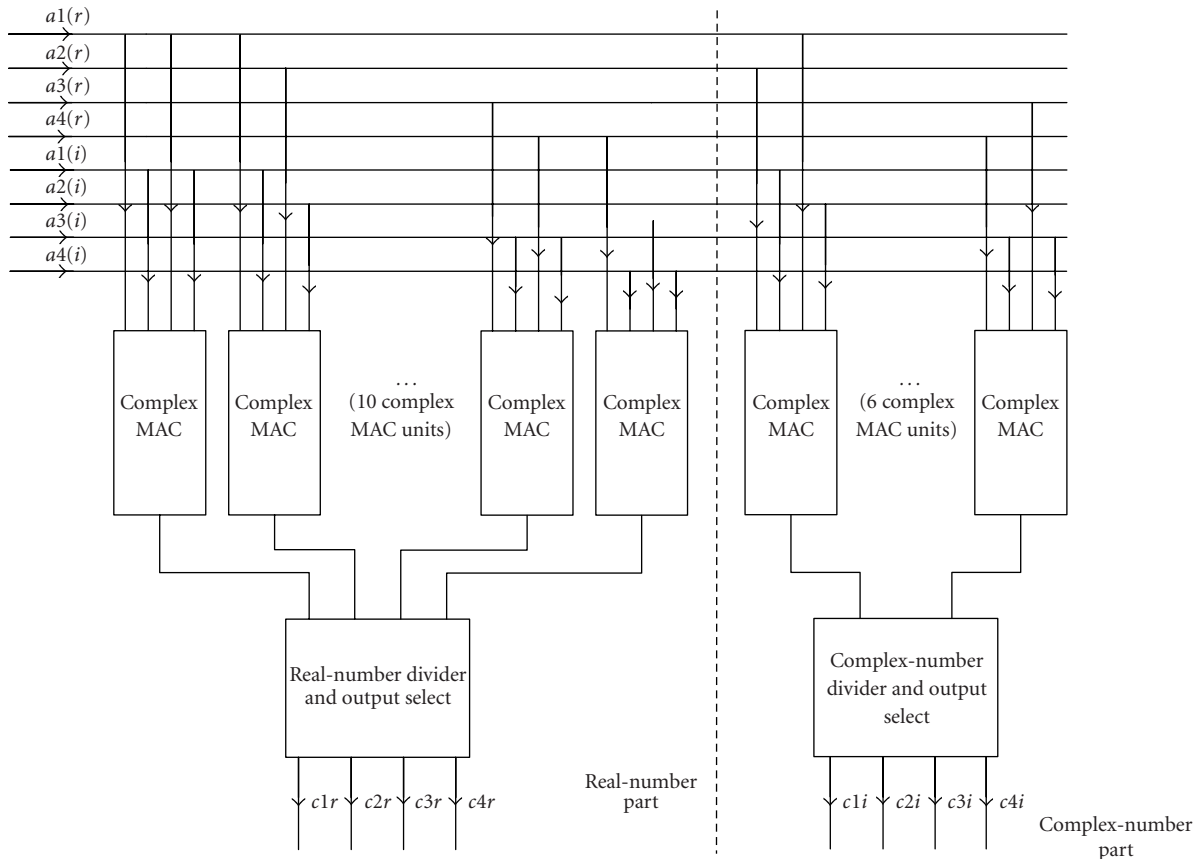 a1(r)
a2(r)
a3(r)
a4(r)
a1(i)
a2(i)
a3(i)
a4(i)
Complex
MAC
Complex
MAC
...
(10 complex
MAC units)
Complex
MAC
Complex
MAC
Complex
MAC
...
(6 complex
MAC units)
Complex
MAC
Real-number divider
and output select
Complex-number
divider and output
select
c1r
c2r
c3r
c4r
Real-number
part
c1i
c2i
c3i
c4i
Complex-number
part